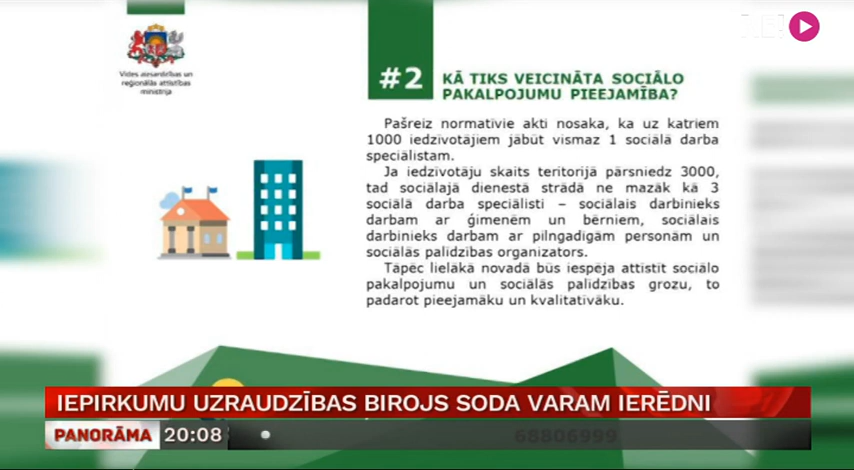 Vides aizsardzības un
reģionālās attīstības
ministrija
#2
KĀ TIKS VEICINĀTA SOCIĀLO
PAKALPOJUMU PIEEJAMĪBA?
Pašreiz normatīvie akti nosaka, ka uz katriem
1000 iedzīvotājiem jābūt vismaz 1 sociālā darba
speciālistam.
Ja iedzīvotāju skaits teritorijā pārsniedz 3000,
tad sociālajā dienestā strādā ne mazāk kā 3
sociālā darba speciālisti – sociālais darbinieks
darbam ar ģimenēm un bērniem, sociālais
darbinieks darbam ar pilngadīgām personām un
sociālās palīdzības organizators.
Tāpēc lielākā novadā būs iespēja attīstīt sociālo
pakalpojumu un sociālās palīdzības grozu, to
padarot pieejamāku un kvalitatīvāku.
IEPIRKUMU UZRAUDZĪBAS BIROJS SODA VARAM IERĒDNI
PANORĀMA 20:08
68806999